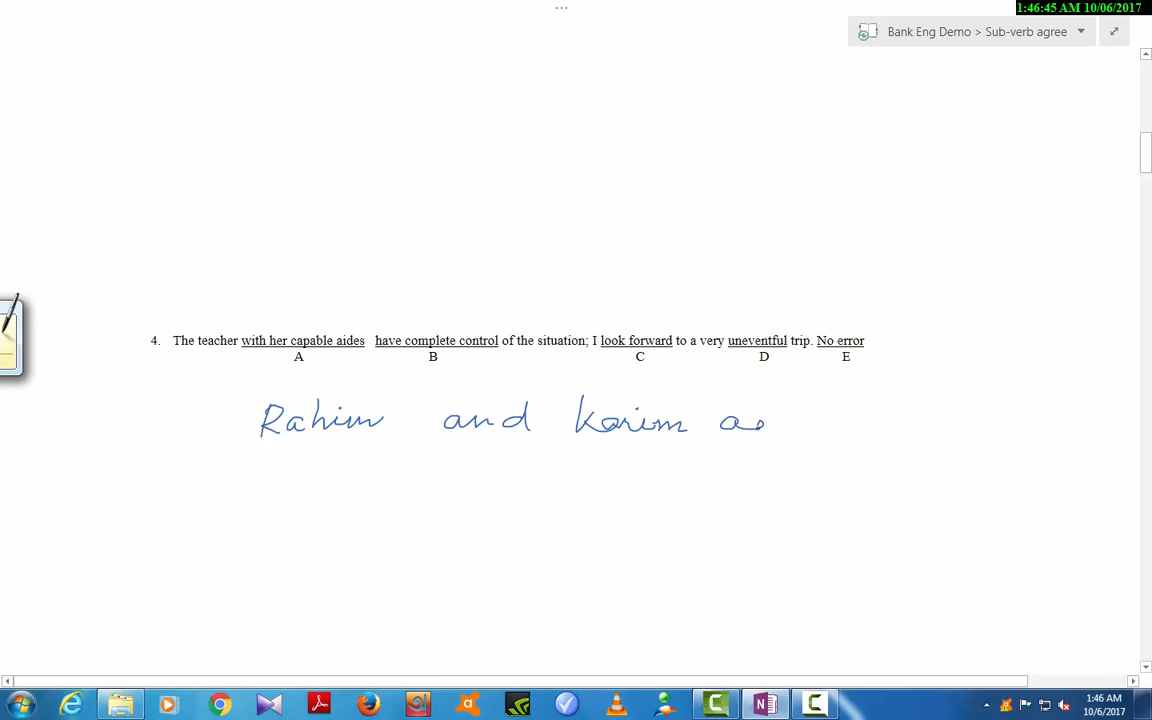 1:46:45 AM 10/06/2017
Bank Eng Demo > Sub-verb agree
4. The teacher with her capable aides have complete control of the situation; I look forward to a very uneventful trip. No error
A B C D E
Rahim and Karim
1:46 AM
10/6/2017